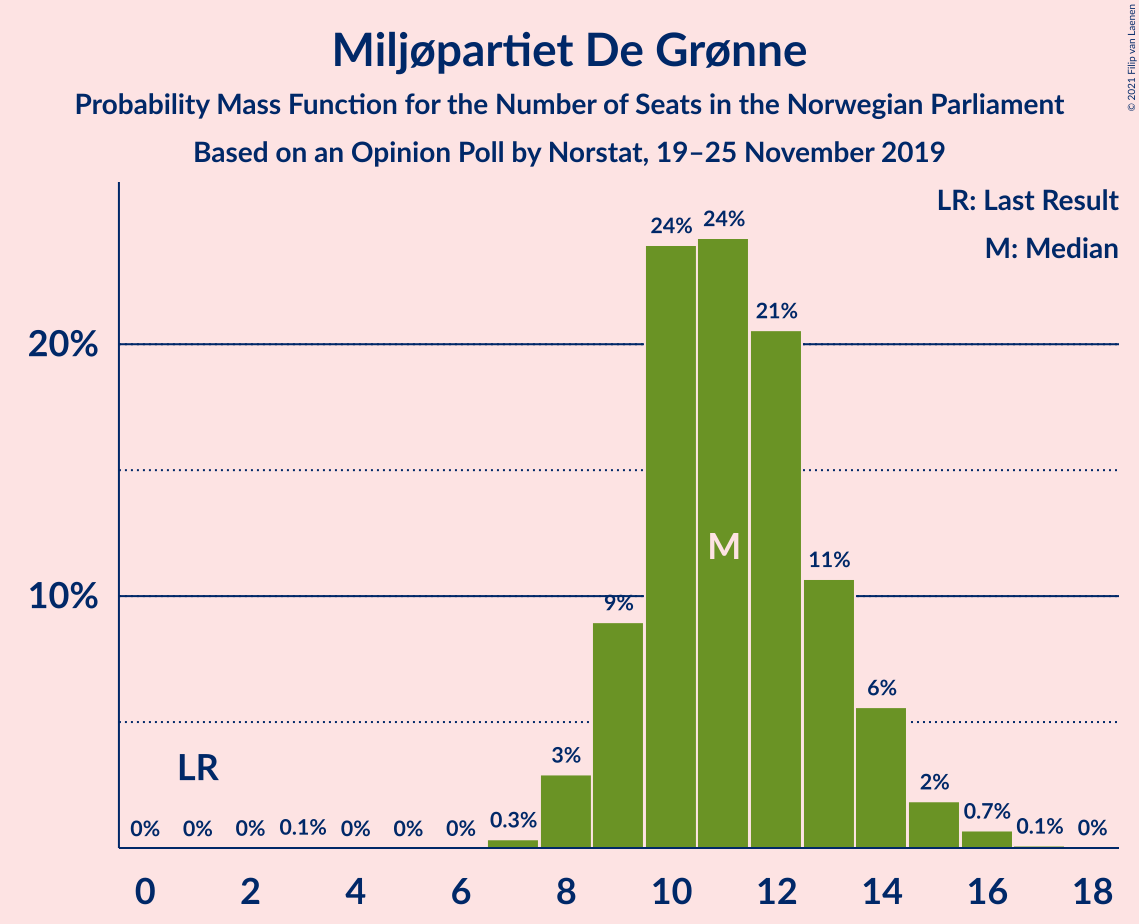 Miljøpartiet De Grønne
Probability Mass Function for the Number of Seats in the Norwegian Parliament
Based on an Opinion Poll by Norstat, 19–25 November 2019
© 2021 Filip van Laenen
LR: Last Result
M: Median
24% 24%
21%
20%
M
11%
10%
9%
6%
3%
LR
2%
0% 0% 0% 0.1% 0% 0% 0% 0.3% 0.7% 0.1% 0%
0 2 4 6 8 10 12 14 16 18